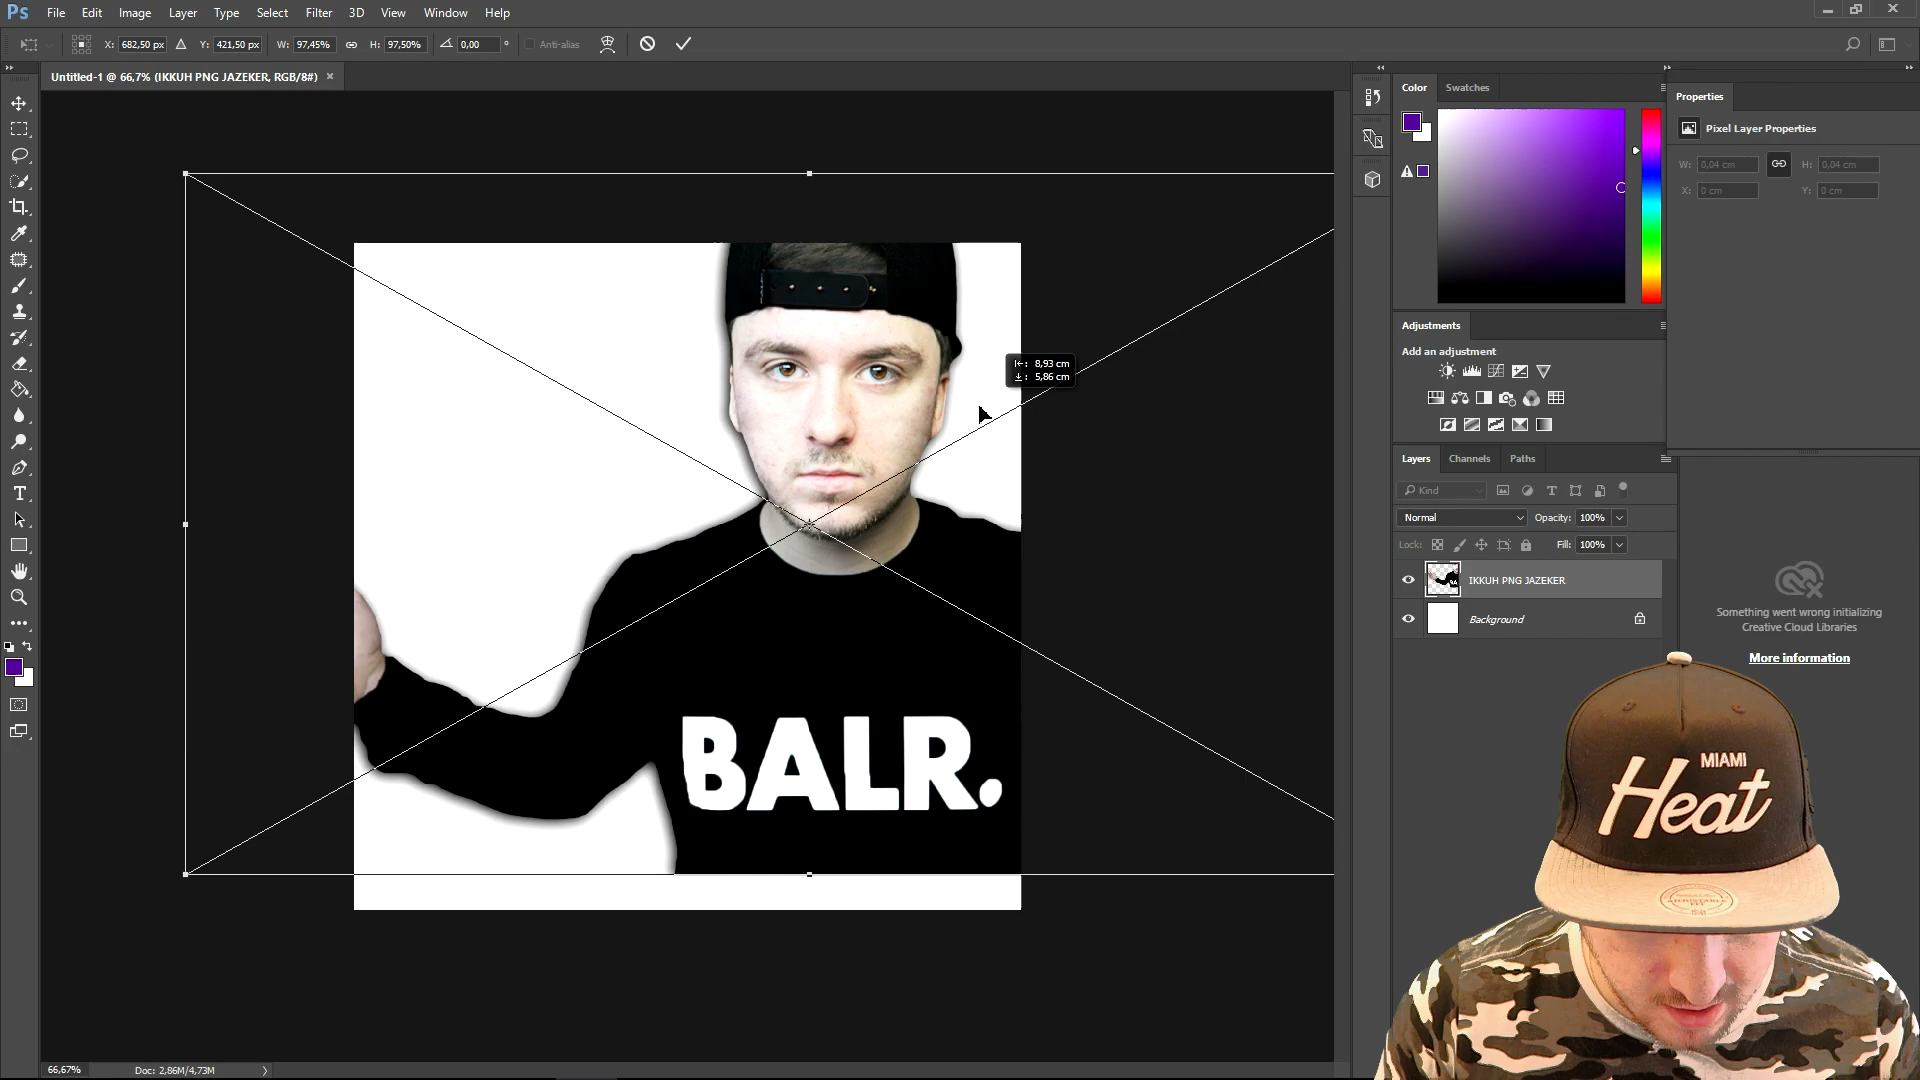 Ps File Edit Image Layer Type Select Filter 3D View Window Help
X: 682,50 px Y: 421,50 px W: 97,45% H: 97,50% 0,00 ° Anti-alias
Untitled-1 @ 66,7% (IKKUH PNG JAZEKER, RGB/8#) ×
Color Swatches
Properties
Pixel Layer Properties
W: 0,04 cm H: 0,04 cm
X: 0 cm Y: 0 cm
Adjustments
Add an adjustment
8,93 cm
5,86 cm
Layers Channels Paths
Kind
Normal Opacity: 100%
Lock: Fill: 100%
IKKUH PNG JAZEKER
Background
Something went wrong initializing
Creative Cloud Libraries
More information
BALR.
MIAMI
Heat
66,67% Doc: 2,86M/4,73M